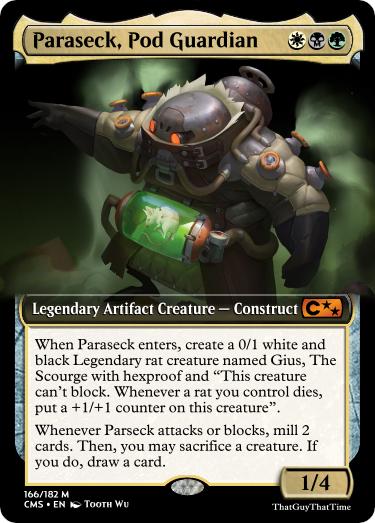 Paraseck, Pod Guardian
Legendary Artifact Creature — Construct
C
When Paraseck enters, create a 0/1 white and
black Legendary rat creature named Gius, The
Scourge with hexproof and “This creature
can't block. Whenever a rat you control dies,
put a +1/+1 counter on this creature”.
Whenever Parseck attacks or blocks, mill 2
cards. Then, you may sacrifice a creature. If
you do, draw a card.
1/4
166/182 M
CMS • EN Tooth Wu
ThatGuyThatTime